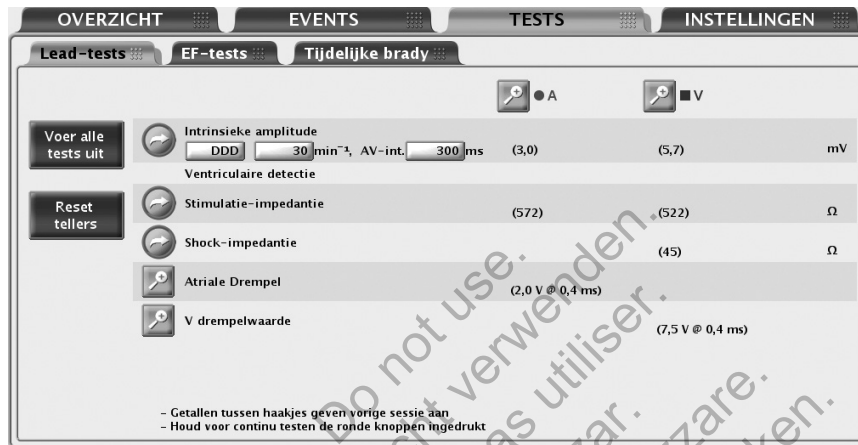 OVERZICHT EVENTS TESTS INSTELLINGEN
Lead-tests EF-tests Tijdelijke brady
A V
Voer alle
tests uit
Intrinsieke amplitude
DDD 30 min⁻¹, AV-int. 300 ms (3,0) (5,7) mV
Ventriculaire detectie
Reset
tellers
Stimulatie-impedantie (572) (522) Ω
Shock-impedantie (45) Ω
Atriale Drempel (2,0 V @ 0,4 ms)
V drempelwaarde (7,5 V @ 0,4 ms)
- Getallen tussen haakjes geven vorige sessie aan
- Houd voor continu testen de ronde knoppen ingedrukt
Do not use.
verwenden.
utiliser.